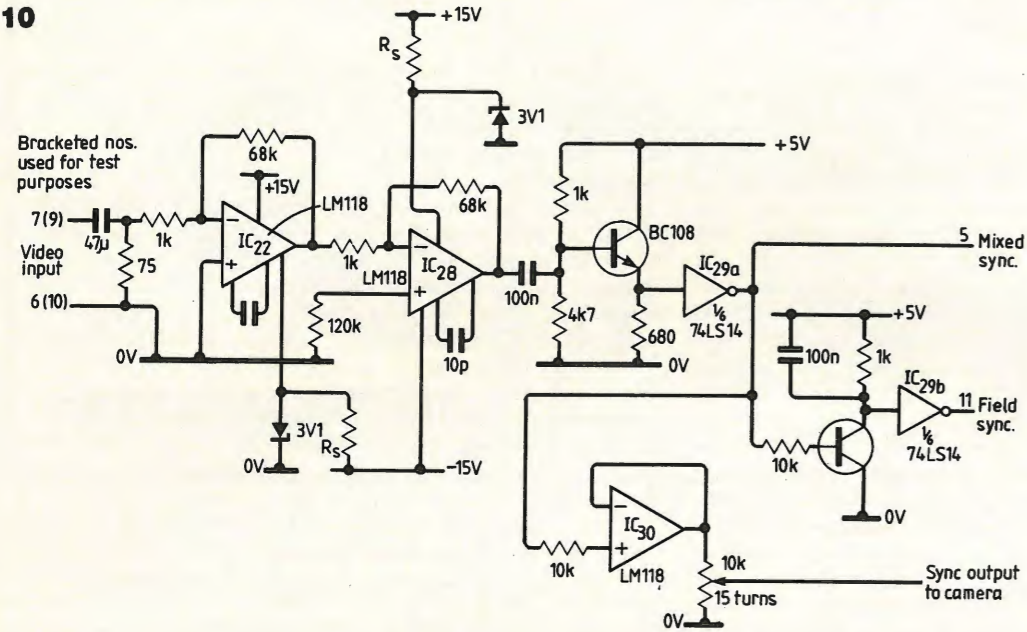 10
+15V
Rs
3V1
Bracketed nos.
used for test
purposes
68k
+15V
LM118
68k
+5V
1k
BC108
7(9)
47μ
1k
IC22
1k
LM118
IC28
Video
input
75
100n
IC29a
5 Mixed
sync.
6(10)
120k
4k7
680
1/6
74LS14
0V
10p
0V
+5V
100n
1k
IC29b
11 Field
sync.
3V1
Rs
0V
-15V
10k
1/6
74LS14
0V
IC30
10k
LM118
10k
15 turns
Sync output
to camera
0V